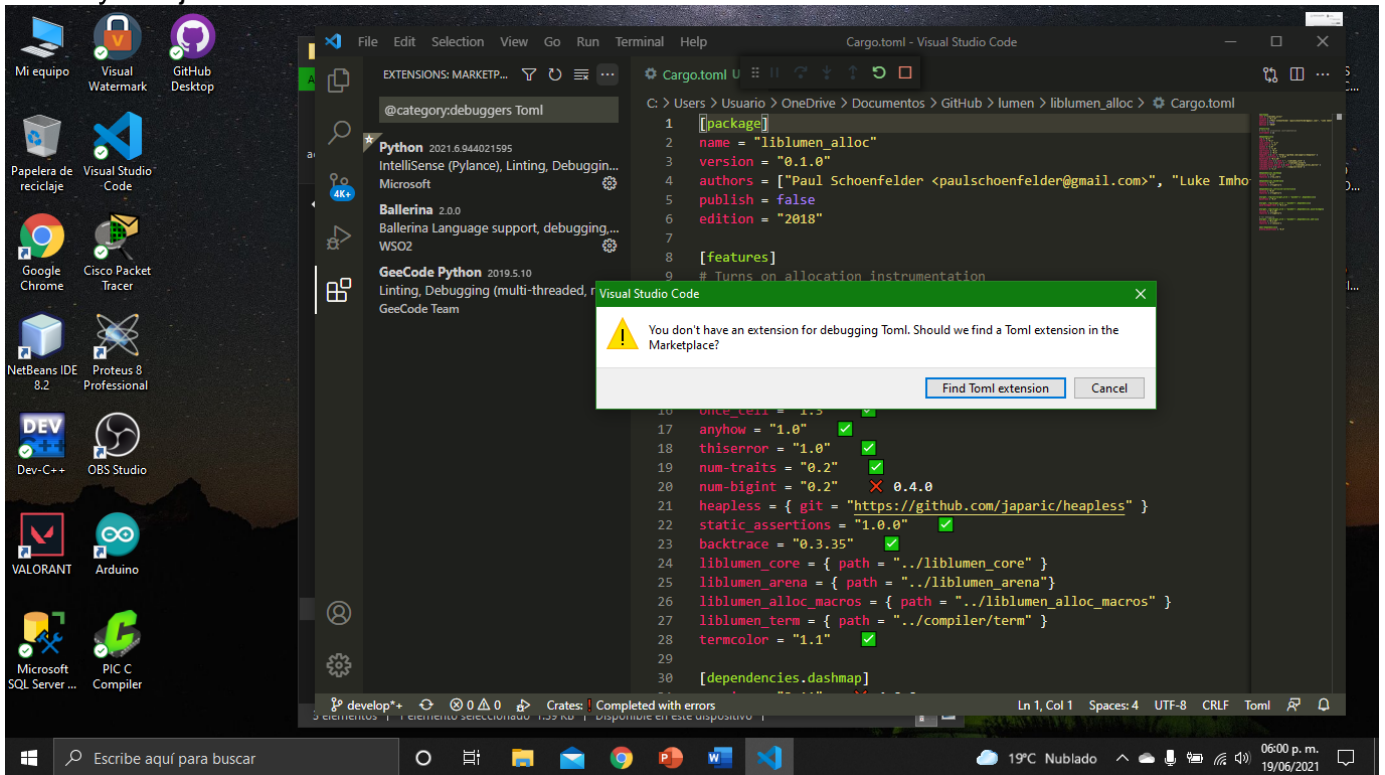 Mi equipo
Visual Watermark
GitHub Desktop
Papelera de reciclaje
Visual Studio Code
Google Chrome
Cisco Packet Tracer
NetBeans IDE 8.2
Proteus 8 Professional
DEV
C++
Dev-C++
OBS Studio
VALORANT
Arduino
Microsoft SQL Server ...
PIC C Compiler
File Edit Selection View Go Run Terminal Help
Cargo.toml - Visual Studio Code
EXTENSIONS: MARKETP...
@category:debuggers Toml
4K+
Python 2021.6.944021595
IntelliSense (Pylance), Linting, Debuggin...
Microsoft
Ballerina 2.0.0
Ballerina Language support, debugging,...
WSO2
GeeCode Python 2019.5.10
Linting, Debugging (multi-threaded, r
GeeCode Team
Cargo.toml U
C: > Users > Usuario > OneDrive > Documentos > GitHub > lumen > liblumen_alloc > Cargo.toml
1 [package]
2 name = "liblumen_alloc"
3 version = "0.1.0"
4 authors = ["Paul Schoenfelder <paulschoenfelder@gmail.com>", "Luke Imho
5 publish = false
6 edition = "2018"
7
8 [features]
9 # Turns on allocation instrumentation
Visual Studio Code
You don't have an extension for debugging Toml. Should we find a Toml extension in the
Marketplace?
Find Toml extension Cancel
16 once_cell = "1.3" ✅
17 anyhow = "1.0" ✅
18 thiserror = "1.0" ✅
19 num-traits = "0.2" ✅
20 num-bigint = "0.2" ❌ 0.4.0
21 heapless = { git = "https://github.com/japaric/heapless" }
22 static_assertions = "1.0.0" ✅
23 backtrace = "0.3.35" ✅
24 liblumen_core = { path = "../liblumen_core" }
25 liblumen_arena = { path = "../liblumen_arena"}
26 liblumen_alloc_macros = { path = "../liblumen_alloc_macros" }
27 liblumen_term = { path = "../compiler/term" }
28 termcolor = "1.1" ✅
29
30 [dependencies.dashmap]
develop*+ 0 0 Crates: Completed with errors
Ln 1, Col 1 Spaces: 4 UTF-8 CRLF Toml
Escribe aquí para buscar
19°C Nublado
06:00 p. m.
19/06/2021